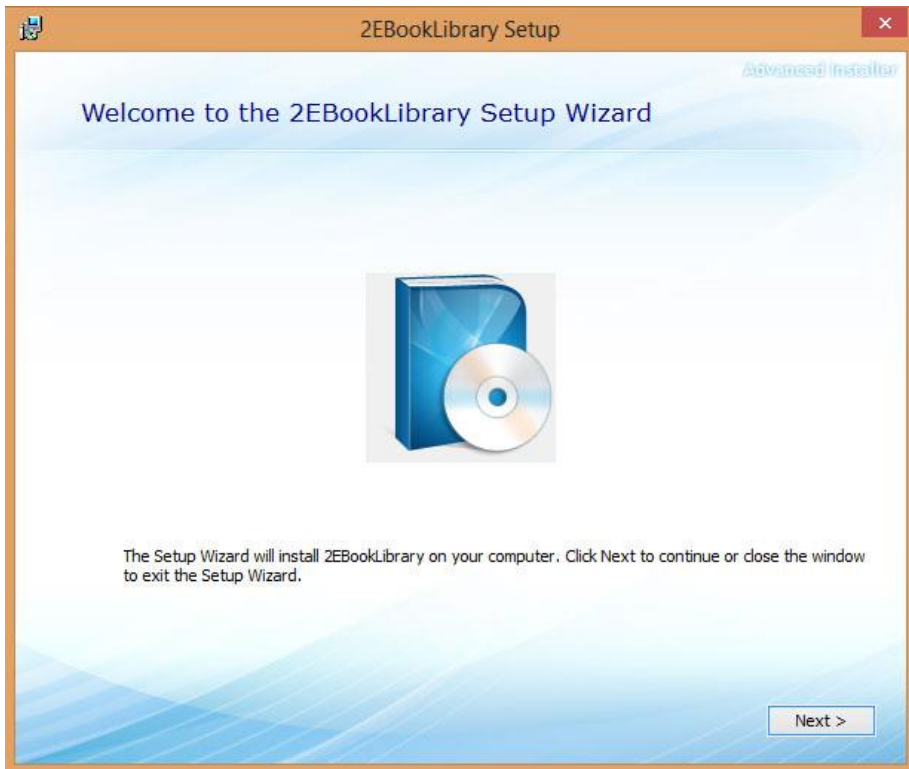 2EBookLibrary Setup
Advanced Installer
Welcome to the 2EBookLibrary Setup Wizard
The Setup Wizard will install 2EBookLibrary on your computer. Click Next to continue or close the window
to exit the Setup Wizard.
Next >